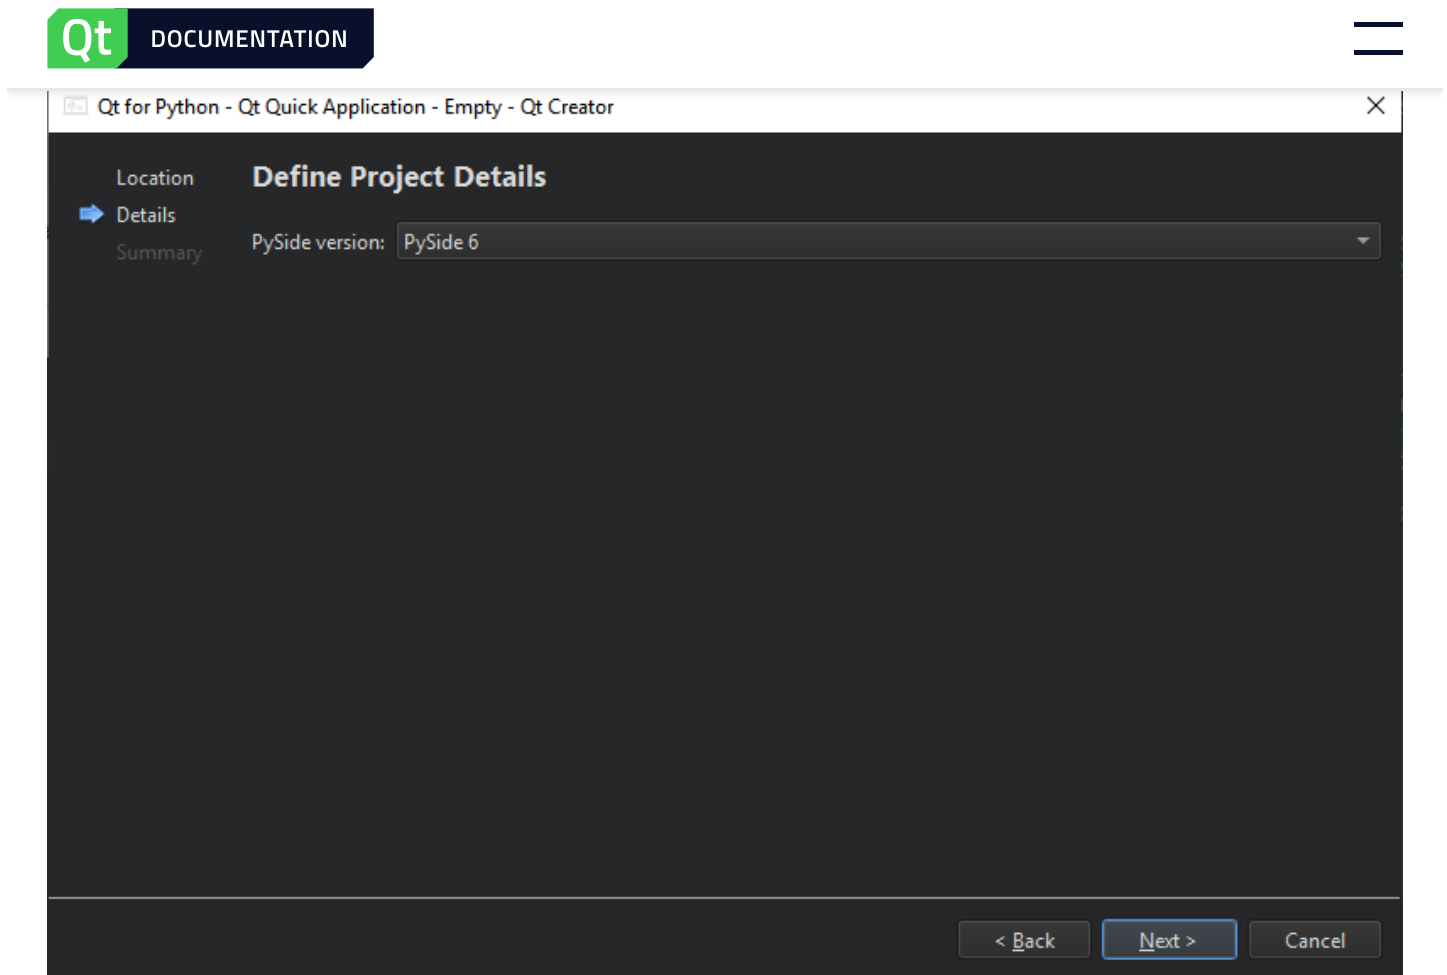 Qt DOCUMENTATION
Qt for Python - Qt Quick Application - Empty - Qt Creator
Location
Details
Summary
Define Project Details
PySide version: PySide 6
< Back
Next >
Cancel